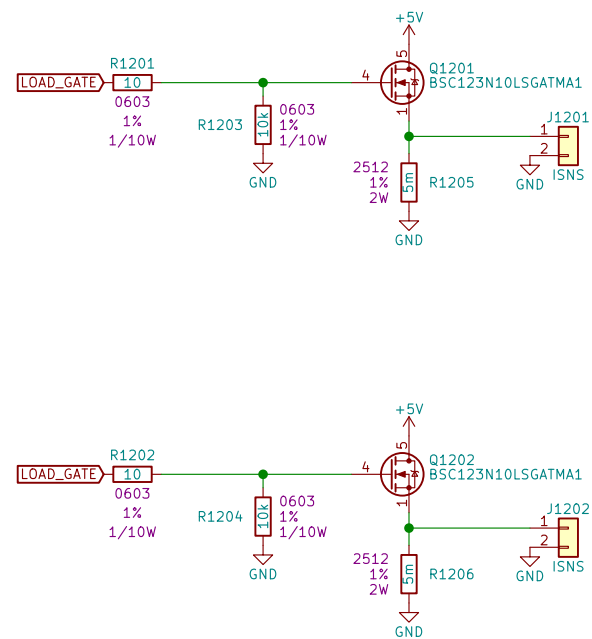 +5V
R1201
LOAD_GATE
10
0603
1%
1/10W
5
4
1
Q1201
BSC123N10LSGATMA1
R1203
10k
0603
1%
1/10W
GND
J1201
1
2
GND
ISNS
2512
1%
2W
5m
R1205
GND
+5V
R1202
LOAD_GATE
10
0603
1%
1/10W
5
4
1
Q1202
BSC123N10LSGATMA1
R1204
10k
0603
1%
1/10W
GND
J1202
1
2
GND
ISNS
2512
1%
2W
5m
R1206
GND